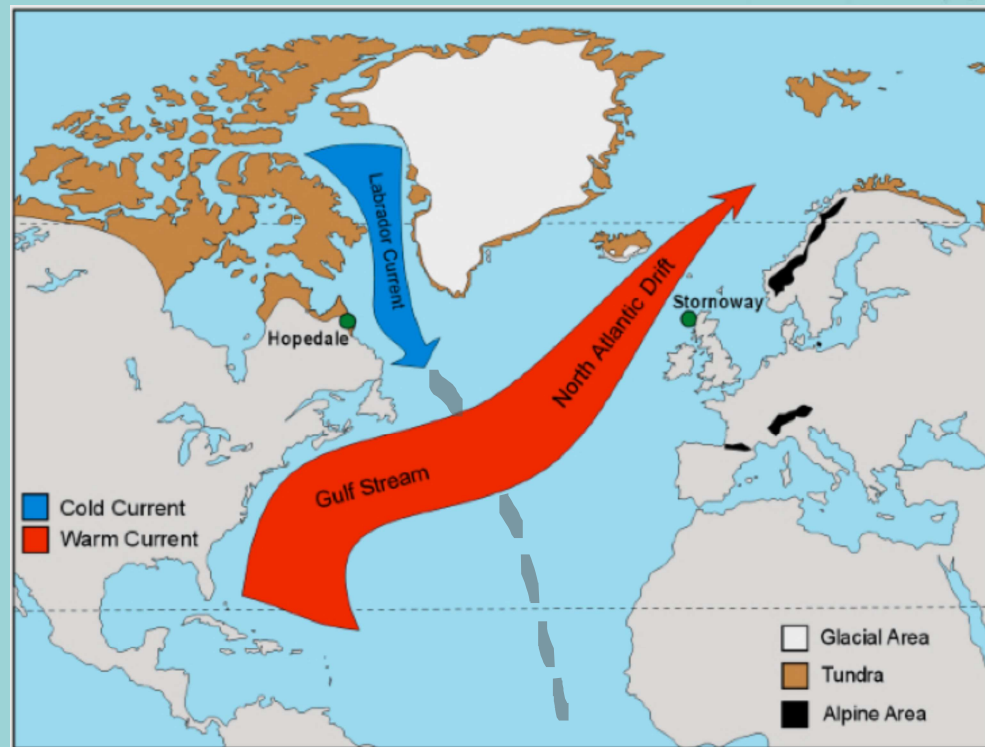 Labrador Current
Hopedale
Stornoway
North Atlantic Drift
Gulf Stream
Cold Current
Warm Current
Glacial Area
Tundra
Alpine Area